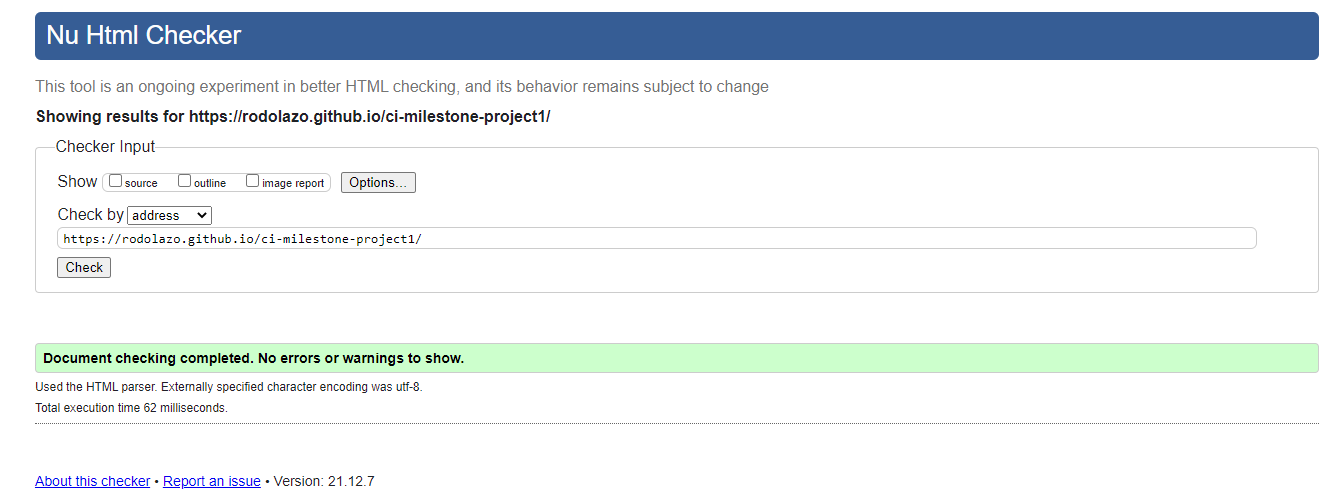 Nu Html Checker
This tool is an ongoing experiment in better HTML checking, and its behavior remains subject to change
Showing results for https://rodolazo.github.io/ci-milestone-project1/
Checker Input
Show source outline image report Options...
Check by address
https://rodolazo.github.io/ci-milestone-project1/
Check
Document checking completed. No errors or warnings to show.
Used the HTML parser. Externally specified character encoding was utf-8.
Total execution time 62 milliseconds.
About this checker • Report an issue • Version: 21.12.7